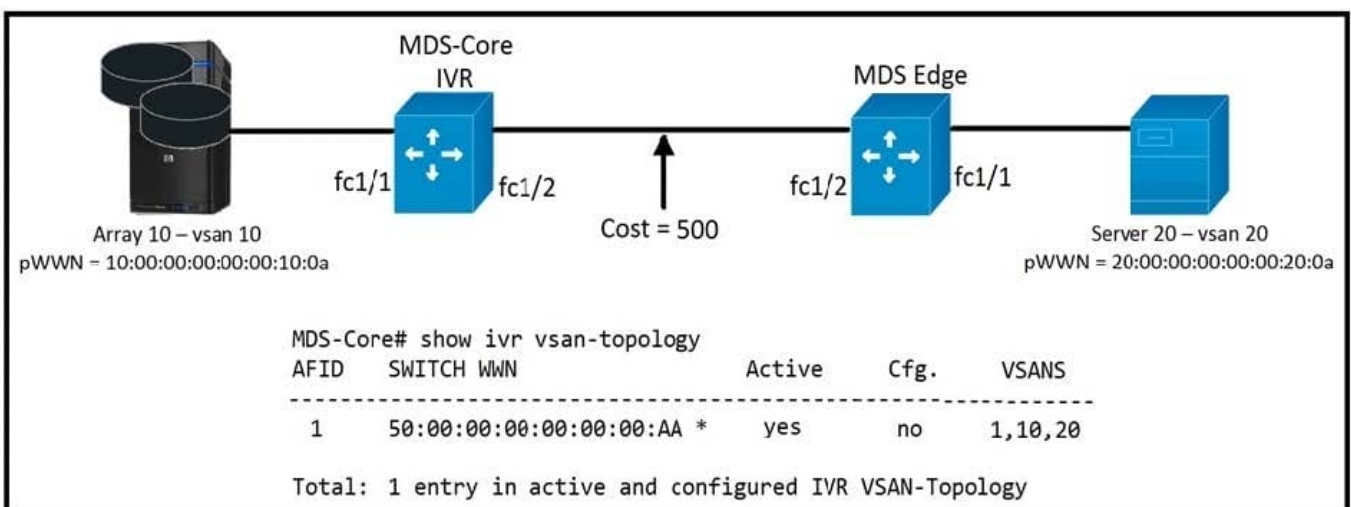 MDS-Core
IVR
MDS Edge
fc1/1
fc1/2
fc1/2
fc1/1
Cost = 500
Array 10 – vsan 10
pWWN = 10:00:00:00:00:00:10:0a
Server 20 – vsan 20
pWWN = 20:00:00:00:00:00:20:0a
MDS-Core# show ivr vsan-topology
AFID SWITCH WWN Active Cfg. VSANS
--------------------------------------------------------
1 50:00:00:00:00:00:00:AA * yes no 1,10,20
Total: 1 entry in active and configured IVR VSAN-Topology